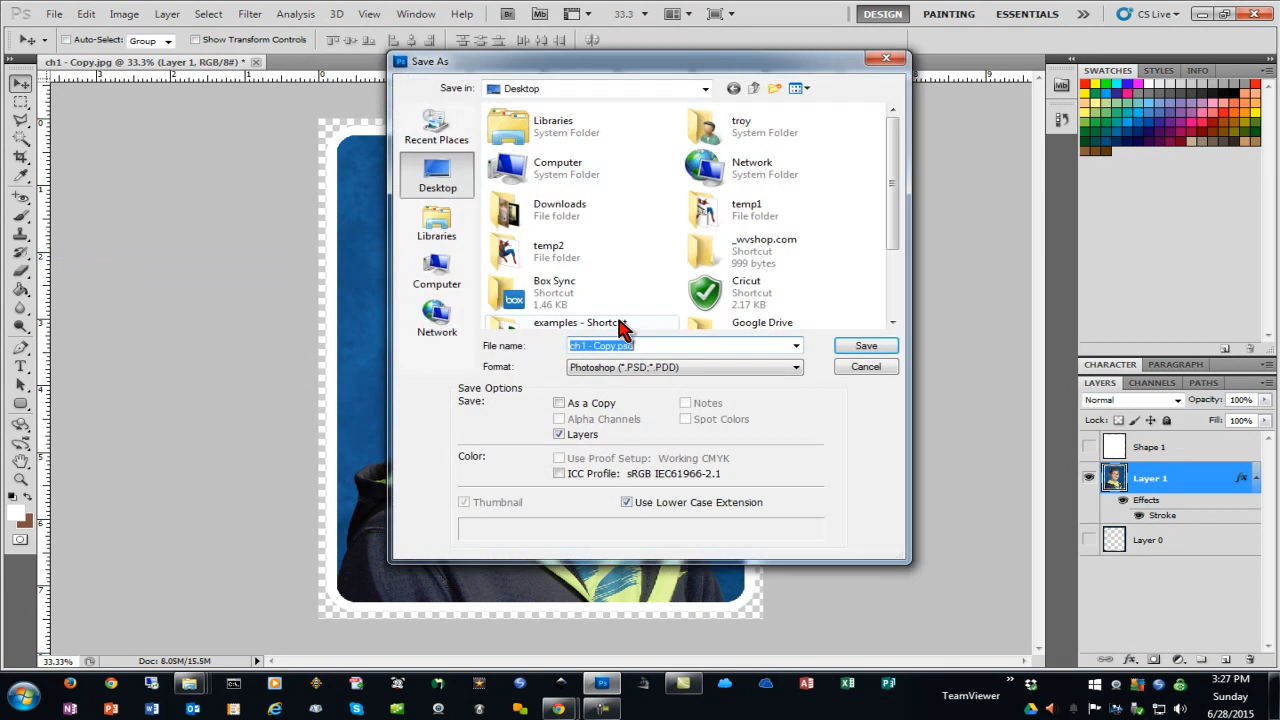 Ps File Edit Image Layer Select Filter Analysis 3D View Window Help Br Mb 33.3 DESIGN PAINTING ESSENTIALS CS Live
Auto-Select: Group Show Transform Controls
ch1 - Copy.jpg @ 33.3% (Layer 1, RGB/8#) *
Save As
Save in: Desktop
Recent Places
Desktop
Libraries
Computer
Network
Libraries
System Folder
troy
System Folder
Computer
System Folder
Network
System Folder
Downloads
File folder
temp1
File folder
temp2
File folder
_wvshop.com
Shortcut
999 bytes
Box Sync
Shortcut
1.46 KB
Cricut
Shortcut
2.17 KB
examples - Shortcut
Google Drive
File name: ch1 - Copy.psd Save
Format: Photoshop (*.PSD;*.PDD) Cancel
Save Options
Save: As a Copy Notes
Alpha Channels Spot Colors
Layers
Color: Use Proof Setup: Working CMYK
ICC Profile: sRGB IEC61966-2.1
Thumbnail Use Lower Case Extension
SWATCHES STYLES INFO
CHARACTER PARAGRAPH
LAYERS CHANNELS PATHS
Normal Opacity: 100%
Lock: Fill: 100%
Shape 1
Layer 1 fx
Effects
Stroke
Layer 0
33.33% Doc: 8.05M/15.5M
TeamViewer
3:27 PM
Sunday
6/28/2015